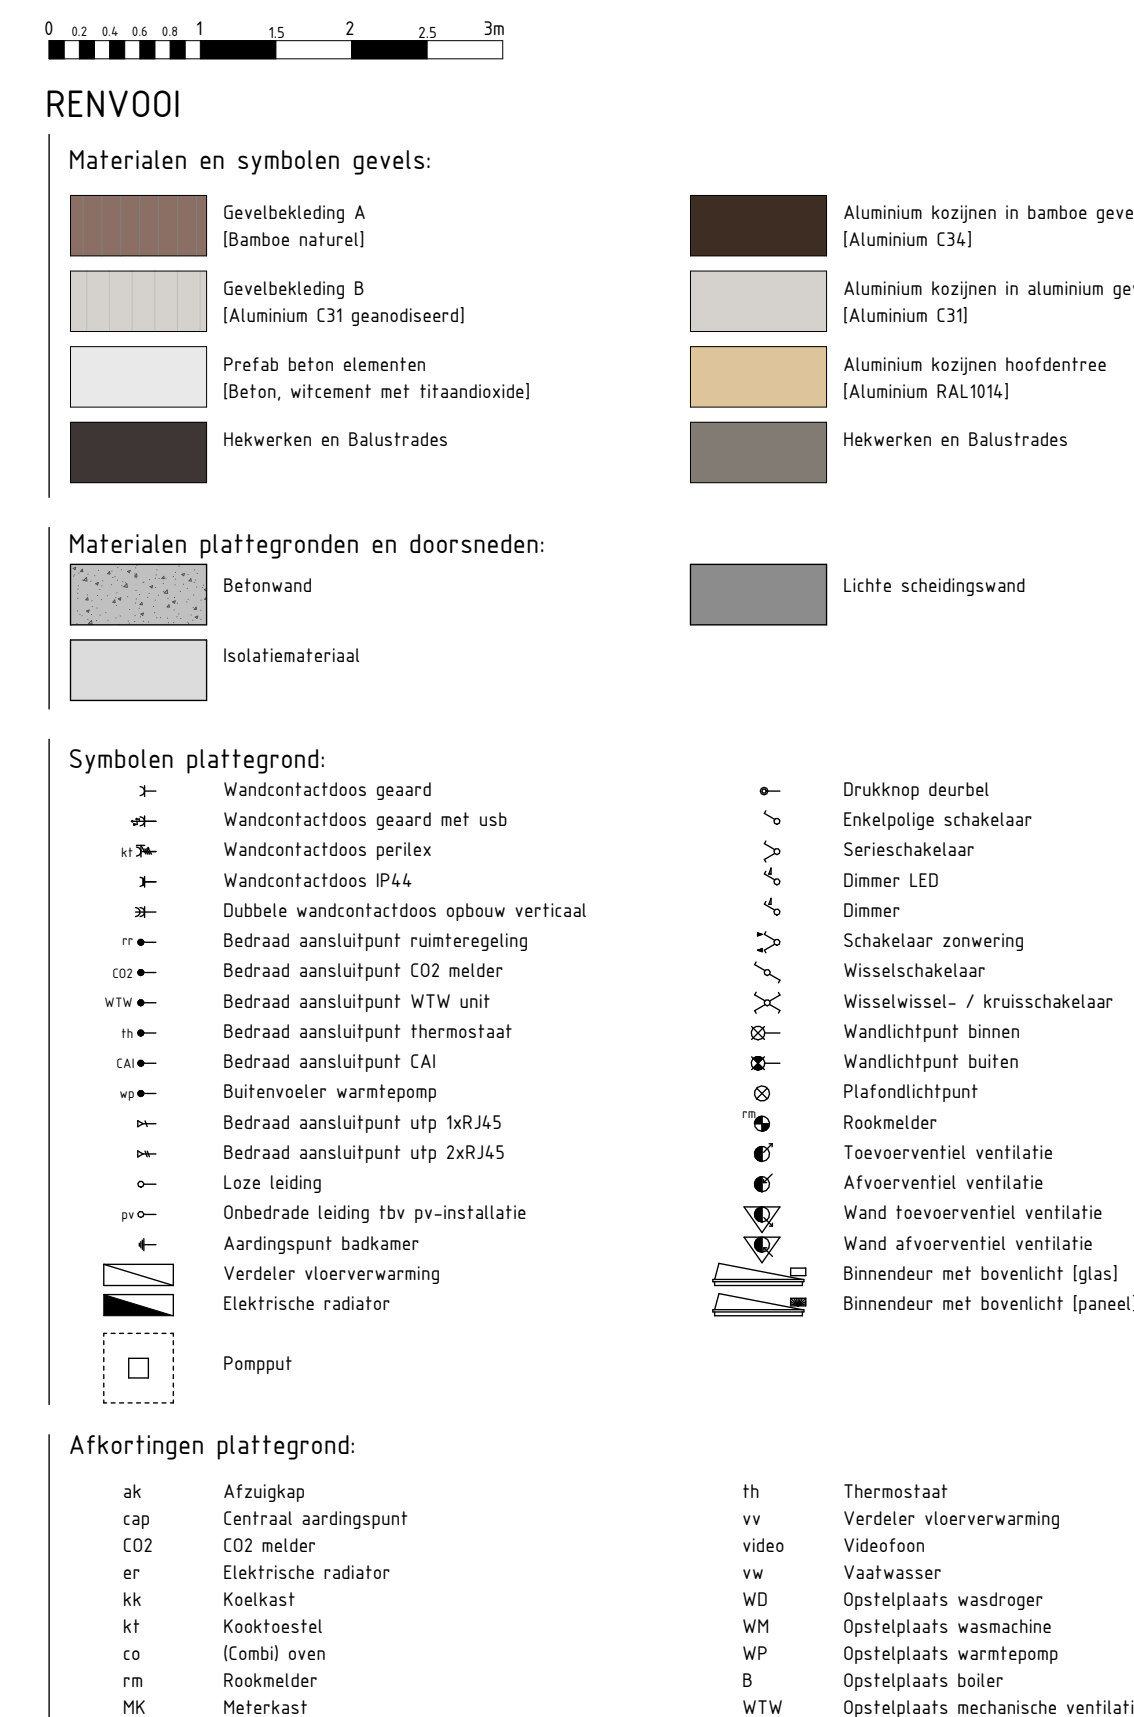 0 0.2 0.4 0.6 0.8 1 1.5 2 2.5 3m
RENVOOI
Materialen en symbolen gevels:
Gevelbekleding A
[Bamboe naturel]
Aluminium kozijnen in bamboe geve
[Aluminium C34]
Gevelbekleding B
[Aluminium C31 geanodiseerd]
Aluminium kozijnen in aluminium ge
[Aluminium C31]
Prefab beton elementen
[Beton, witcement met titaandioxide]
Aluminium kozijnen hoofdentree
[Aluminium RAL1014]
Hekwerken en Balustrades
Hekwerken en Balustrades
Materialen plattegronden en doorsneden:
Betonwand
Lichte scheidingswand
Isolatiemateriaal
Symbolen plattegrond:
Wandcontactdoos geaard
Wandcontactdoos geaard met usb
kt Wandcontactdoos perilex
Wandcontactdoos IP44
Dubbele wandcontactdoos opbouw verticaal
rr Bedraad aansluitpunt ruimteregeling
CO2 Bedraad aansluitpunt CO2 melder
WTW Bedraad aansluitpunt WTW unit
th Bedraad aansluitpunt thermostaat
CAI Bedraad aansluitpunt CAI
wp Buitenvoeler warmtepomp
Bedraad aansluitpunt utp 1xRJ45
Bedraad aansluitpunt utp 2xRJ45
Loze leiding
pv Onbedrade leiding tbv pv-installatie
Aardingspunt badkamer
Verdeler vloerverwarming
Elektrische radiator
Pompput
Drukknop deurbel
Enkelpolige schakelaar
Serieschakelaar
Dimmer LED
Dimmer
Schakelaar zonwering
Wisselschakelaar
Wisselwissel- / kruisschakelaar
Wandlichtpunt binnen
Wandlichtpunt buiten
Plafondlichtpunt
rm Rookmelder
Toevoerventiel ventilatie
Afvoerventiel ventilatie
Wand toevoerventiel ventilatie
Wand afvoerventiel ventilatie
Binnendeur met bovenlicht [glas]
Binnendeur met bovenlicht [paneel]
Afkortingen plattegrond:
ak Afzuigkap
cap Centraal aardingspunt
CO2 CO2 melder
er Elektrische radiator
kk Koelkast
kt Kooktoestel
co (Combi) oven
rm Rookmelder
MK Meterkast
th Thermostaat
vv Verdeler vloerverwarming
video Videofoon
vw Vaatwasser
WD Opstelplaats wasdroger
WM Opstelplaats wasmachine
WP Opstelplaats warmtepomp
B Opstelplaats boiler
WTW Opstelplaats mechanische ventilati